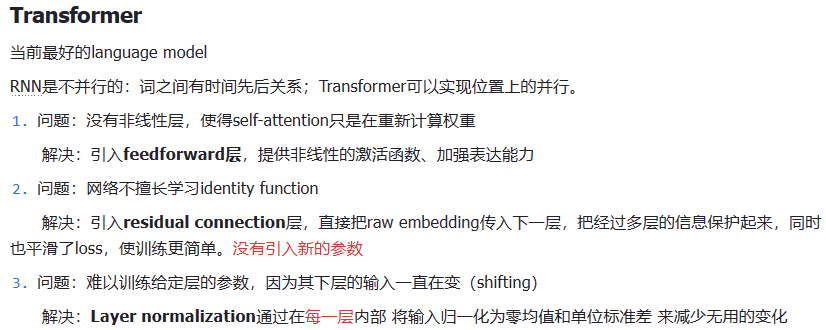 Transformer
当前最好的language model
RNN是不并行的：词之间有时间先后关系；Transformer可以实现位置上的并行。
1. 问题：没有非线性层，使得self-attention只是在重新计算权重
解决：引入feedforward层，提供非线性的激活函数、加强表达能力
2. 问题：网络不擅长学习identity function
解决：引入residual connection层，直接把raw embedding传入下一层，把经过多层的信息保护起来，同时
也平滑了loss，使训练更简单。没有引入新的参数
3. 问题：难以训练给定层的参数，因为其下层的输入一直在变（shifting）
解决：Layer normalization通过在每一层内部 将输入归一化为零均值和单位标准差 来减少无用的变化